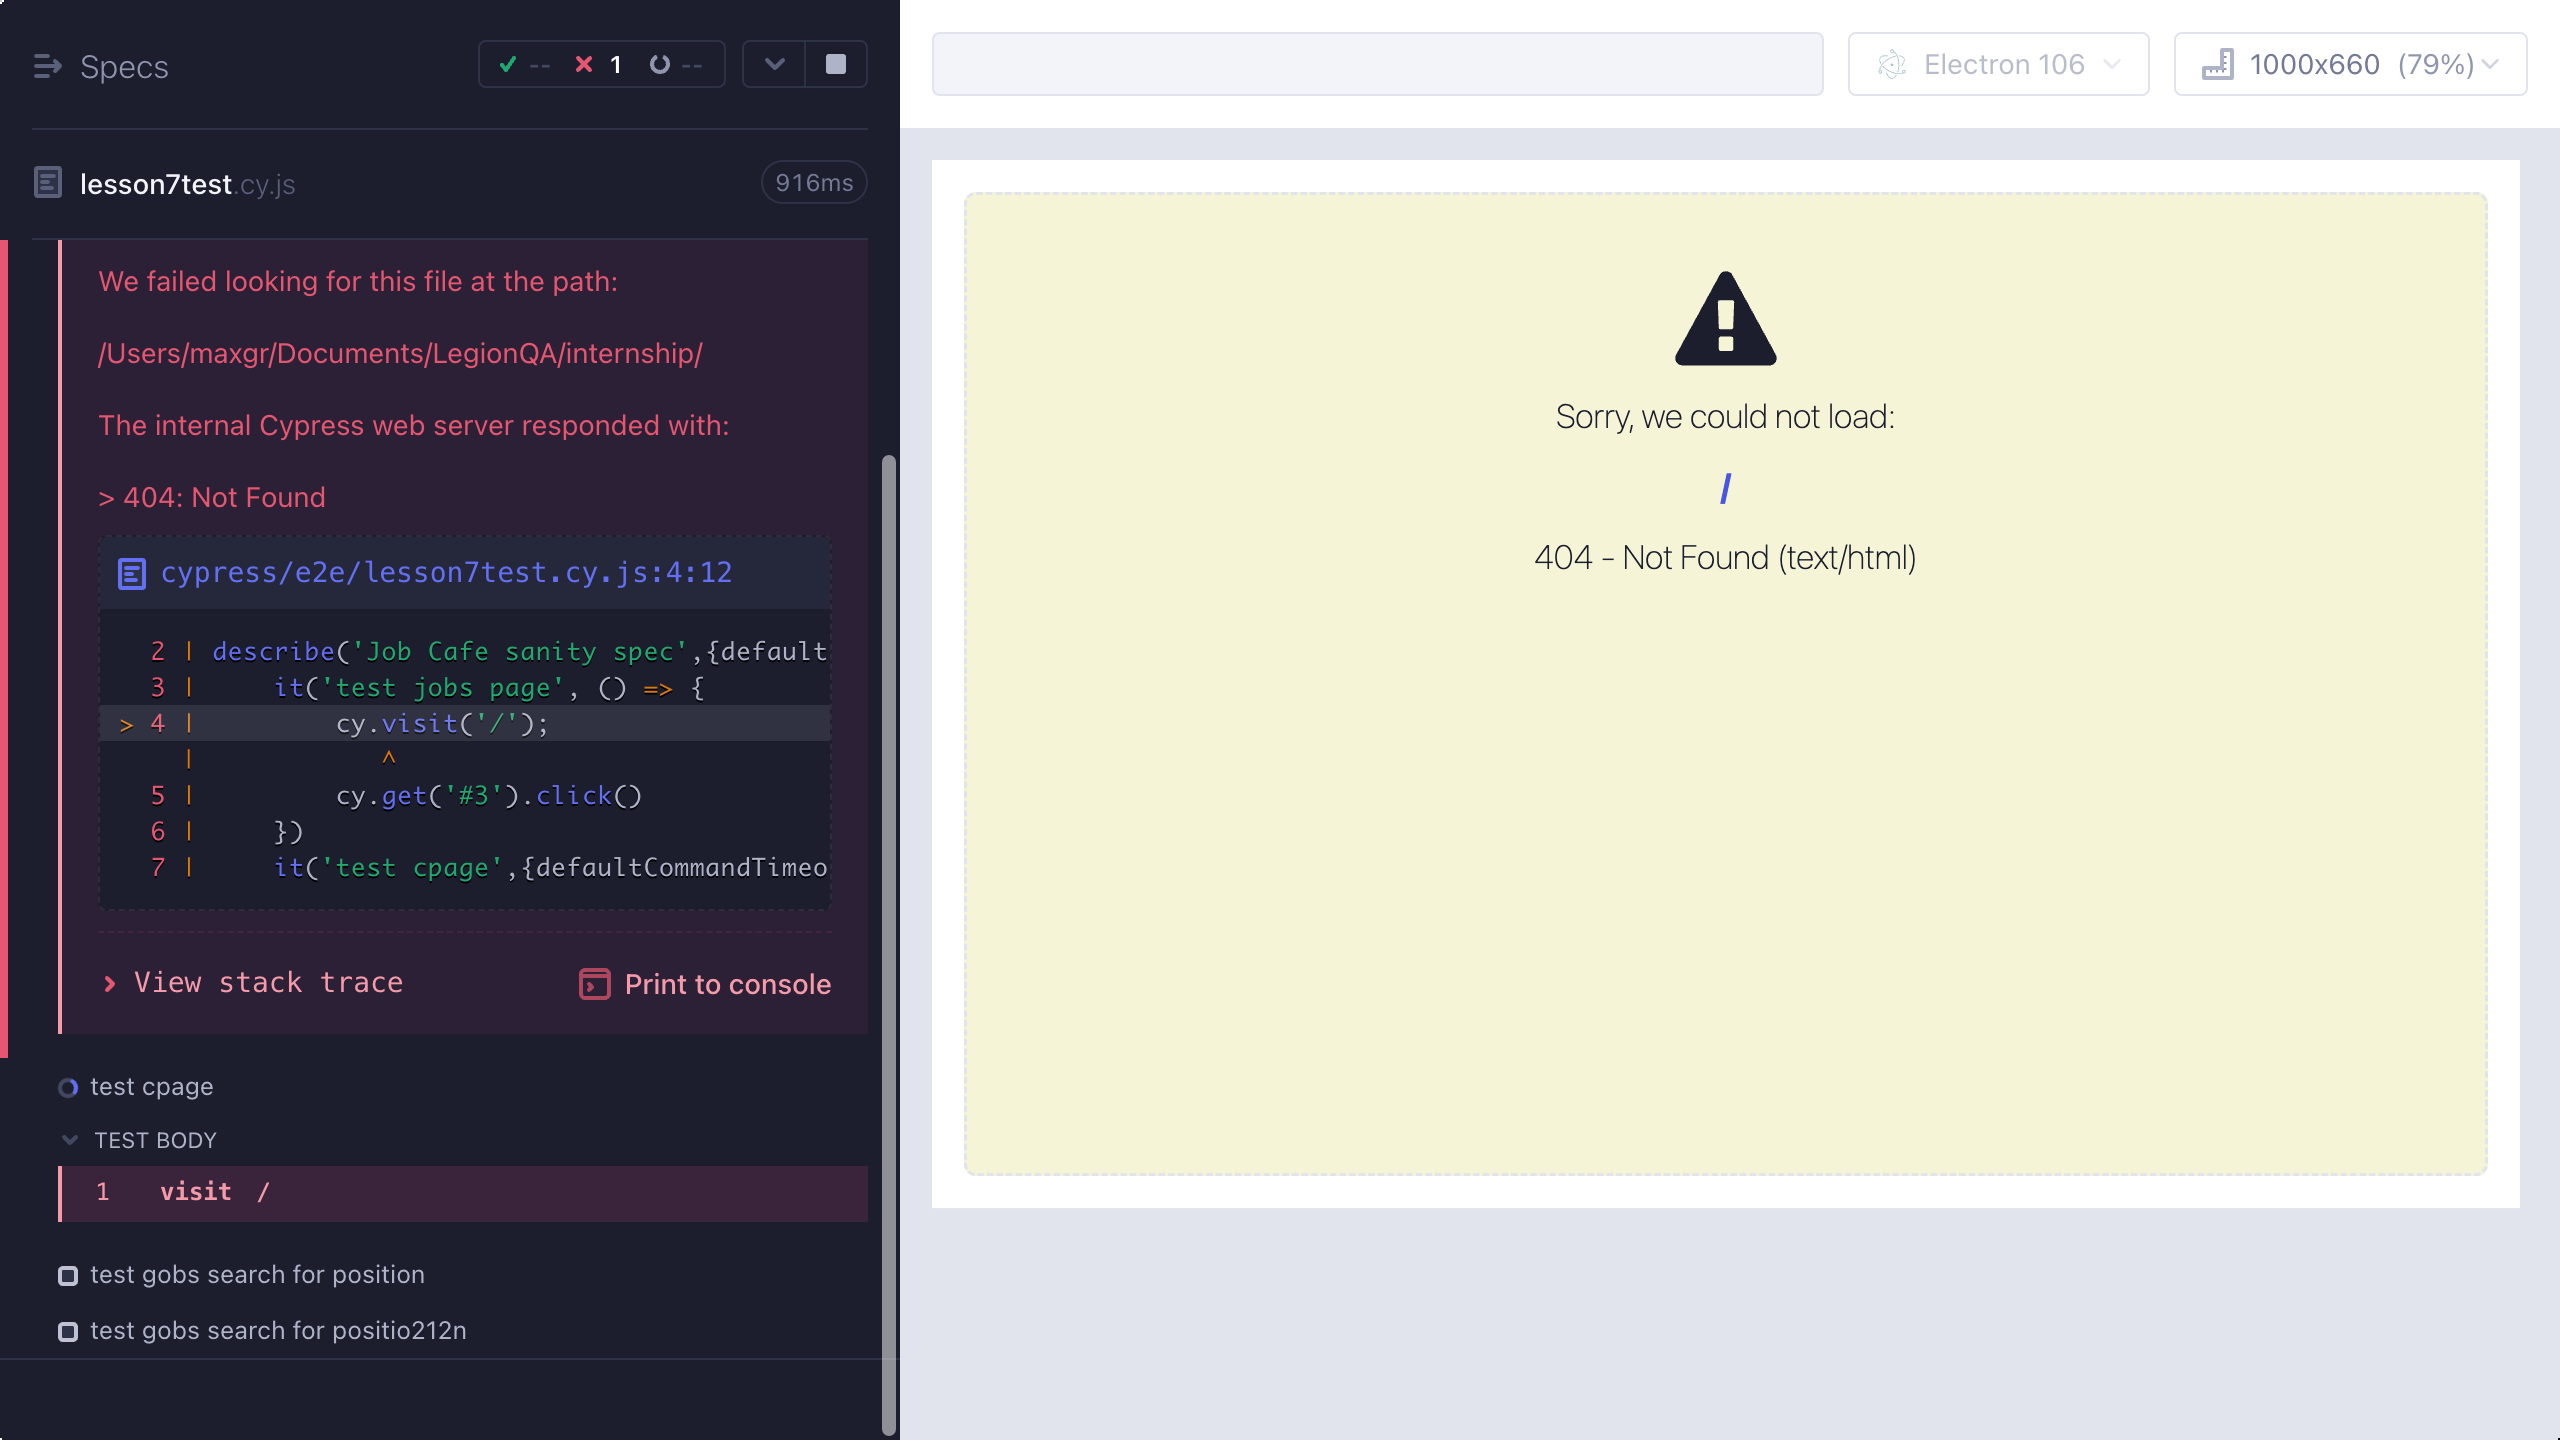 Specs
-- 1 --
lesson7test.cy.js
916ms
We failed looking for this file at the path:
/Users/maxgr/Documents/LegionQA/internship/
The internal Cypress web server responded with:
> 404: Not Found
cypress/e2e/lesson7test.cy.js:4:12
2 | describe('Job Cafe sanity spec',{default
3 | it('test jobs page', () => {
> 4 | cy.visit('/');
| ^
5 | cy.get('#3').click()
6 | })
7 | it('test cpage',{defaultCommandTimeo
View stack trace
Print to console
test cpage
TEST BODY
1 visit /
test gobs search for position
test gobs search for positio212n
Electron 106
1000x660 (79%)
Sorry, we could not load:
/
404 - Not Found (text/html)